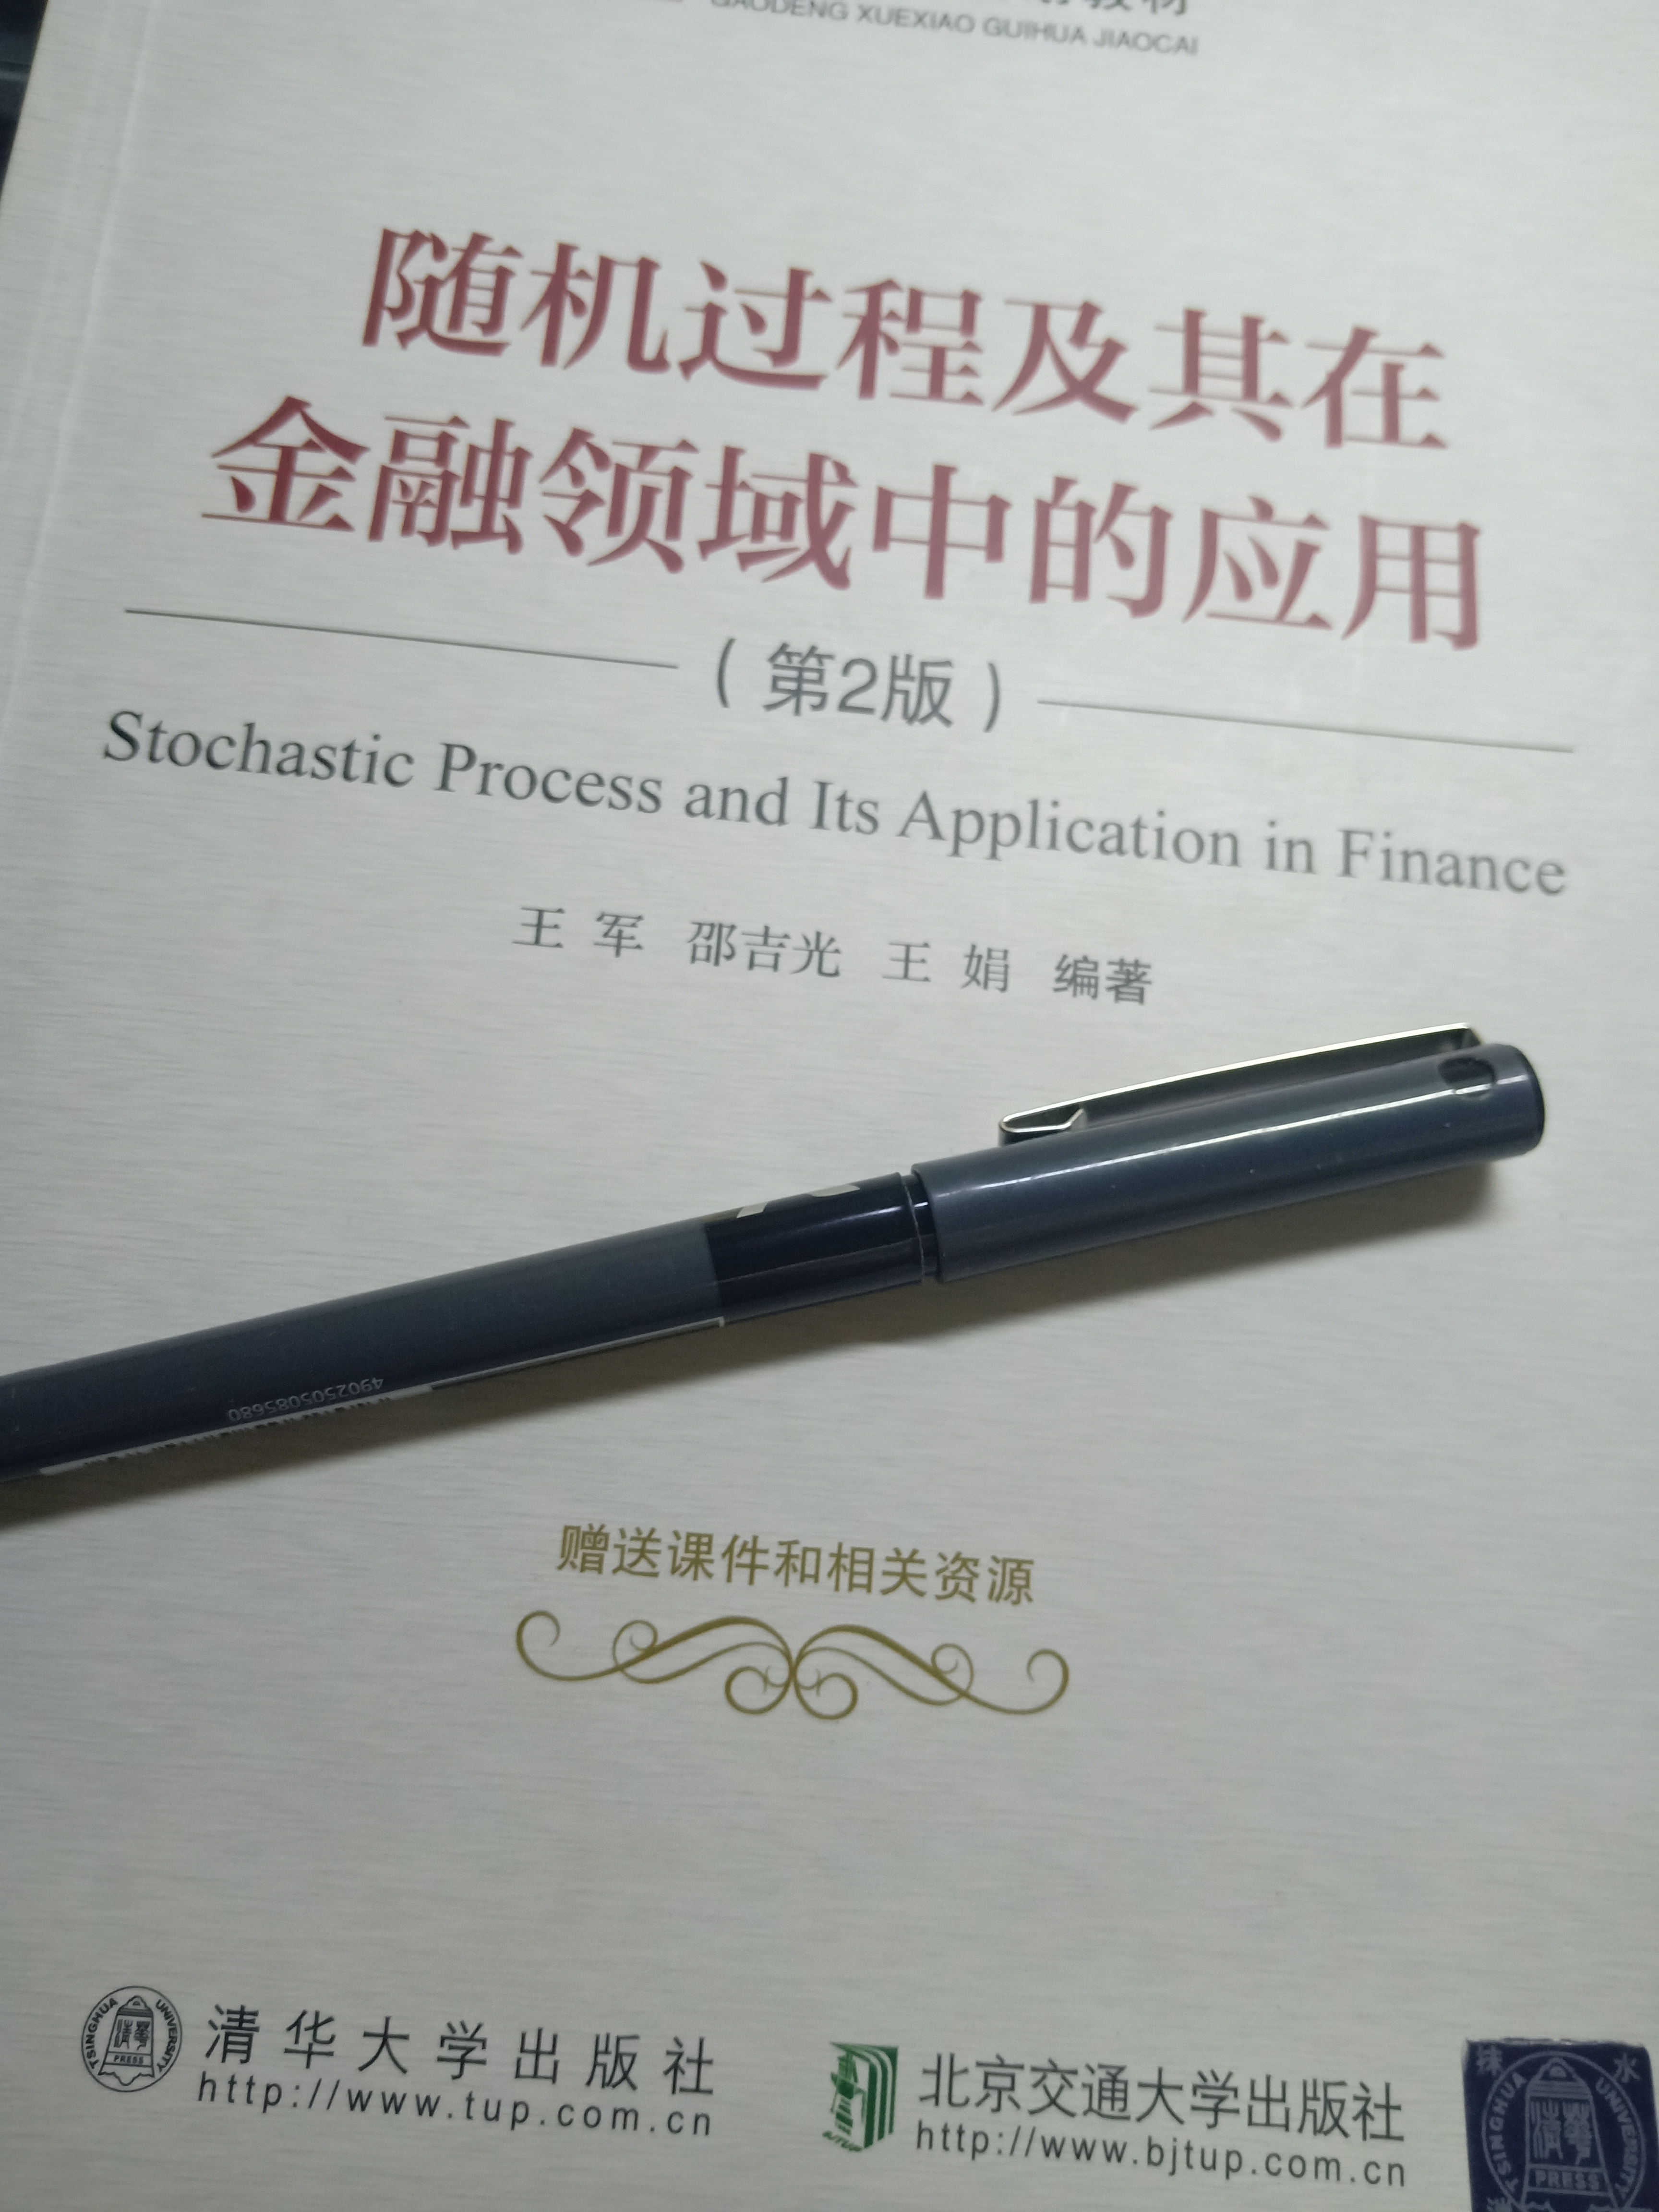 GAODENG XUEXIAO GUIHUA JIAOCAI
随机过程及其在
金融领域中的应用
（第2版）
Stochastic Process and Its Application in Finance
王 军 邵吉光 王 娟 编著
4902505085680
赠送课件和相关资源
TSINGHUA UNIVERSITY
PRESS
清华大学出版社
http://www.tup.com.cn
BJTUP
北京交通大学出版社
http://www.bjtup.com.cn
水
TSINGHUA UNIVERSITY
PRESS